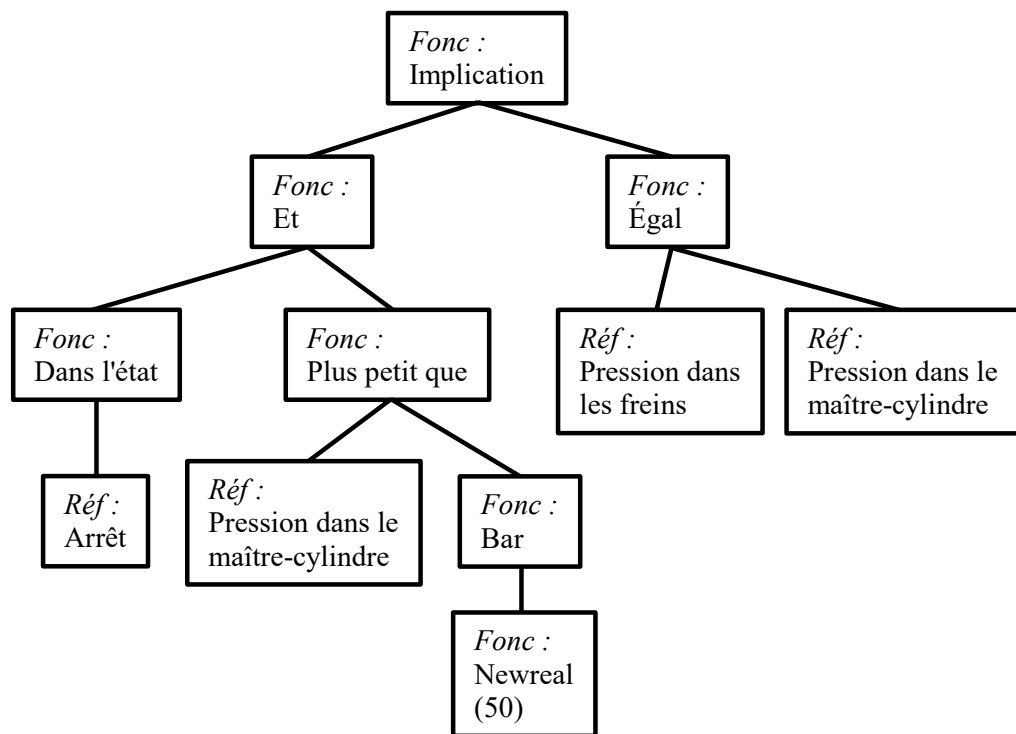 Fonc :
Implication
Fonc :
Et
Fonc :
Égal
Fonc :
Dans l'état
Fonc :
Plus petit que
Réf :
Pression dans
les freins
Réf :
Pression dans le
maître-cylindre
Réf :
Arrêt
Réf :
Pression dans le
maître-cylindre
Fonc :
Bar
Fonc :
Newreal
(50)